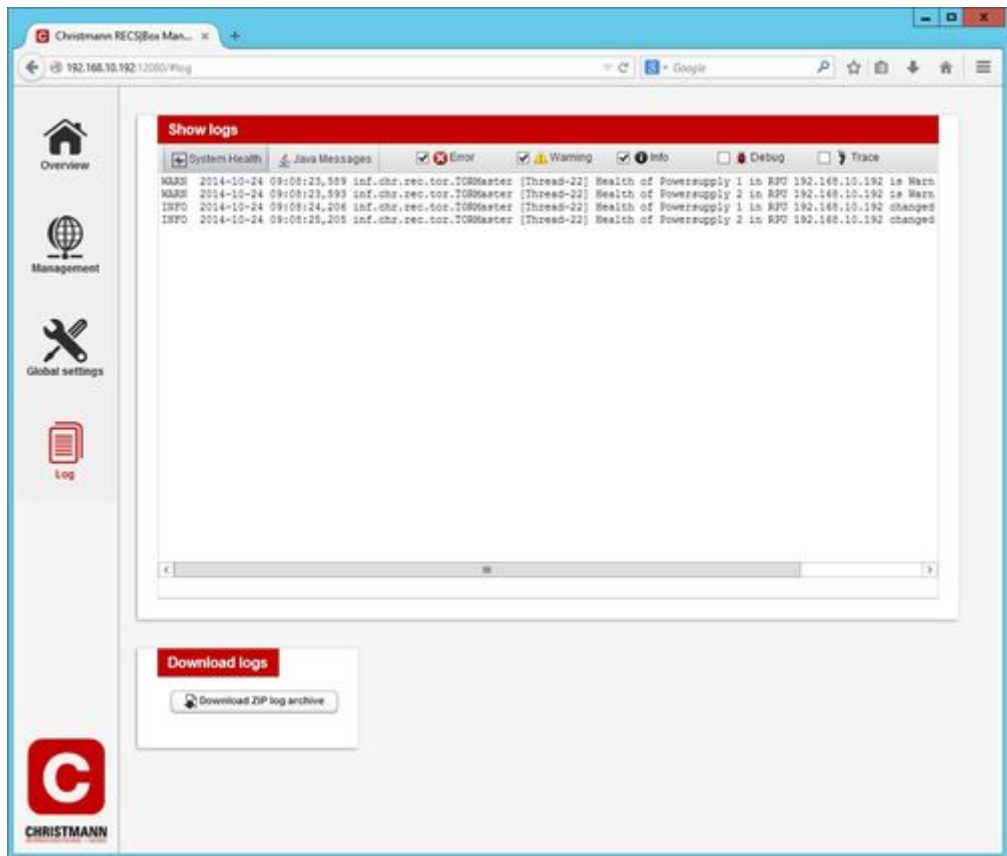 Christmann RECS|Box Man...
192.168.10.192:12080/#log
Google
Overview
Management
Global settings
Log
Show logs
System Health Java Messages Error Warning Info Debug Trace
WARN 2014-10-24 09:08:23,589 inf.chr.rec.tor.TORMaster [Thread-22] Health of Powersupply 1 in RPU 192.168.10.192 is Warn
WARN 2014-10-24 09:08:23,593 inf.chr.rec.tor.TORMaster [Thread-22] Health of Powersupply 2 in RPU 192.168.10.192 is Warn
INFO 2014-10-24 09:08:24,206 inf.chr.rec.tor.TORMaster [Thread-22] Health of Powersupply 1 in RPU 192.168.10.192 changed
INFO 2014-10-24 09:08:25,205 inf.chr.rec.tor.TORMaster [Thread-22] Health of Powersupply 2 in RPU 192.168.10.192 changed
Download logs
Download ZIP log archive
C
CHRISTMANN